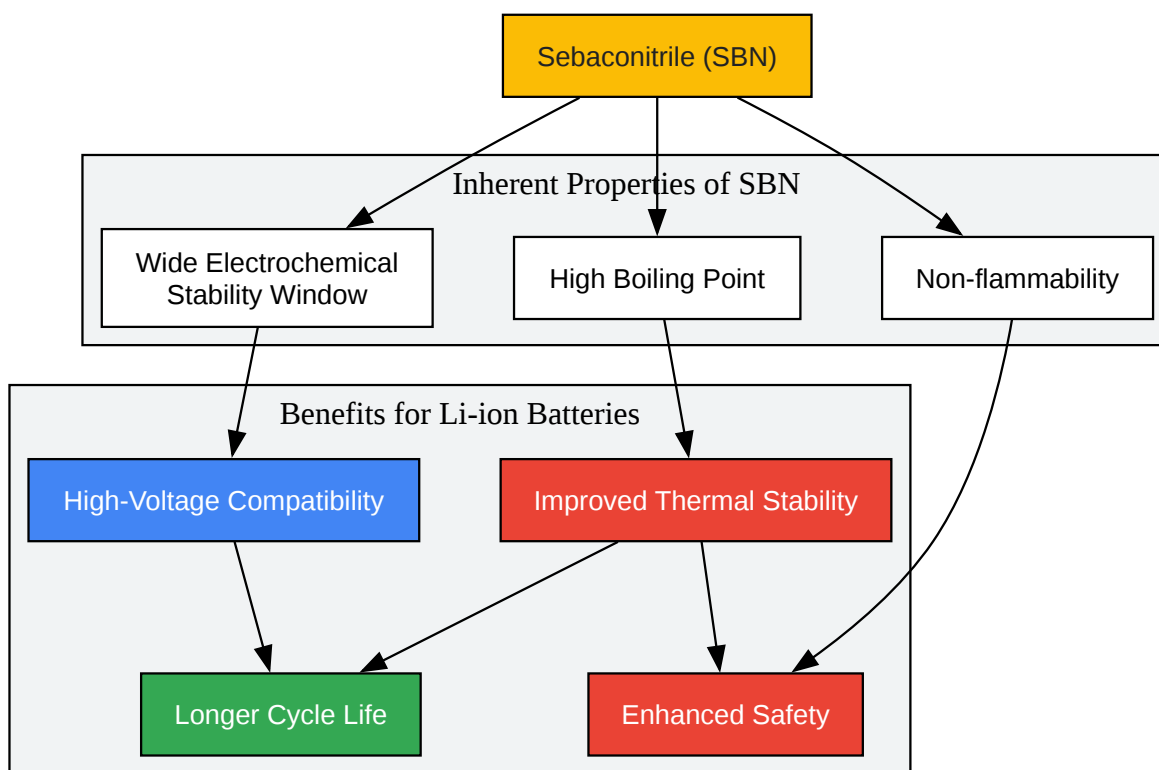 Sebaconitrile (SBN)
Inherent Properties of SBN
Wide Electrochemical
Stability Window
High Boiling Point
Non-flammability
Benefits for Li-ion Batteries
High-Voltage Compatibility
Improved Thermal Stability
Longer Cycle Life
Enhanced Safety